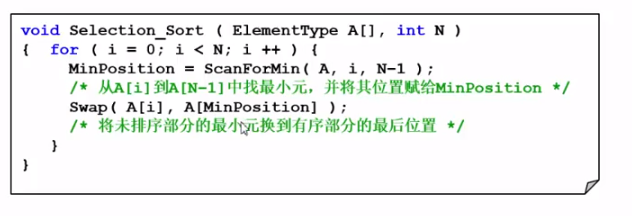 void Selection_Sort ( ElementType A[], int N )
{ for ( i = 0; i < N; i ++ ) {
MinPosition = ScanForMin( A, i, N-1 );
/* 从A[i]到A[N-1]中找最小元，并将其位置赋给MinPosition */
Swap( A[i], A[MinPosition] );
/* 将未排序部分的最小元换到有序部分的最后位置 */
}
}